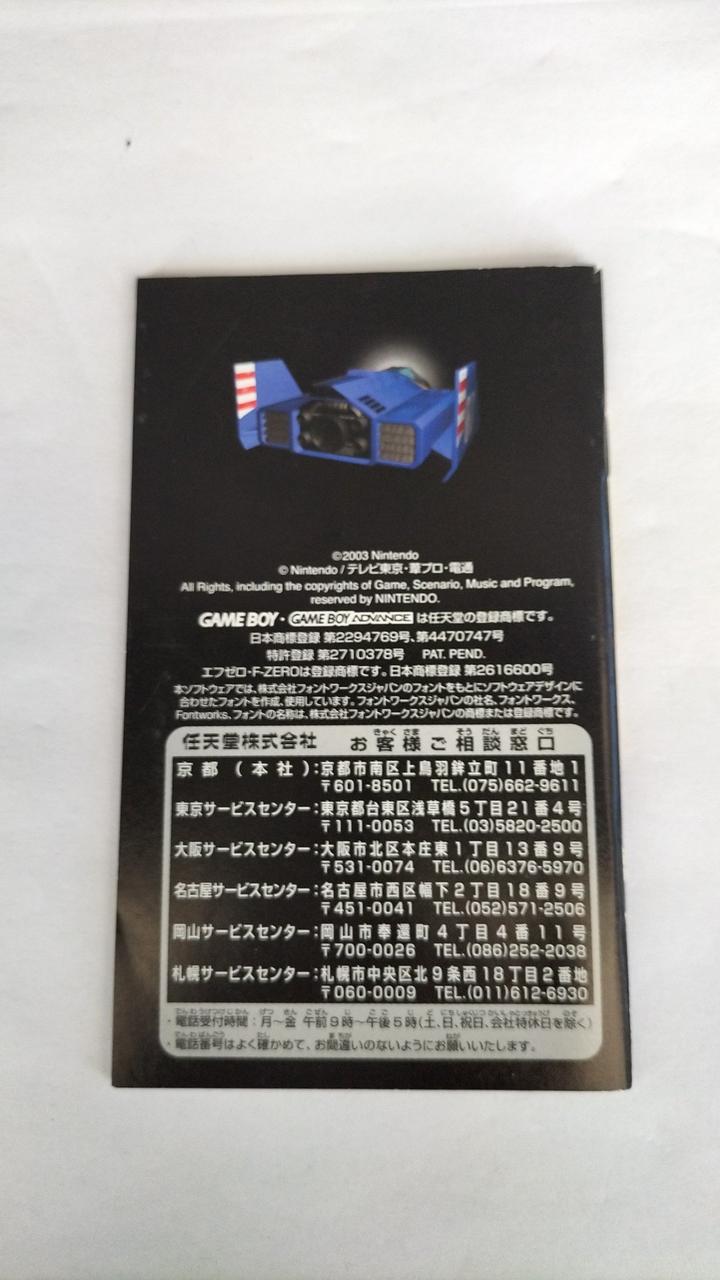 ©2003 Nintendo
© Nintendo / テレビ東京・葦プロ・電通
All Rights, including the copyrights of Game, Scenario, Music and Program,
reserved by NINTENDO.
GAME BOY・GAME BOY ADVANCE は任天堂の登録商標です。
日本商標登録 第2294769号、第4470747号
特許登録 第2710378号 PAT. PEND.
エフゼロ・F-ZEROは登録商標です。日本商標登録 第2616600号
本ソフトウェアでは、株式会社フォントワークスジャパンのフォントをもとにソフトウェアデザインに
合わせたフォントを作成、使用しています。フォントワークスジャパンの社名、フォントワークス、
Fontworks、フォントの名称は、株式会社フォントワークスジャパンの商標または登録商標です。
任天堂株式会社 お客様ご相談窓口
京都(本社):京都市南区上鳥羽鉾立町11番地1
〒601-8501 TEL.(075)662-9611
東京サービスセンター:東京都台東区浅草橋5丁目21番4号
〒111-0053 TEL.(03)5820-2500
大阪サービスセンター:大阪市北区本庄東1丁目13番9号
〒531-0074 TEL.(06)6376-5970
名古屋サービスセンター:名古屋市西区幅下2丁目18番9号
〒451-0041 TEL.(052)571-2506
岡山サービスセンター:岡山市奉還町4丁目4番11号
〒700-0026 TEL.(086)252-2038
札幌サービスセンター:札幌市中央区北9条西18丁目2番地
〒060-0009 TEL.(011)612-6930
・電話受付時間:月～金 午前9時～午後5時(土、日、祝日、会社特休日を除く)
・電話番号はよく確かめて、お間違いのないようにお願いいたします。